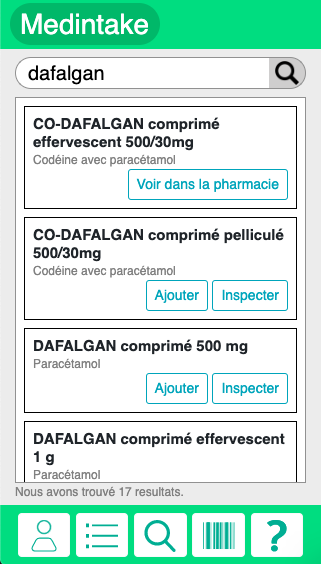 Medintake
dafalgan
CO-DAFALGAN comprimé
effervescent 500/30mg
Codéine avec paracétamol
Voir dans la pharmacie
CO-DAFALGAN comprimé pelliculé
500/30mg
Codéine avec paracétamol
Ajouter Inspecter
DAFALGAN comprimé 500 mg
Paracétamol
Ajouter Inspecter
DAFALGAN comprimé effervescent
1 g
Paracétamol
Nous avons trouvé 17 resultats.
?